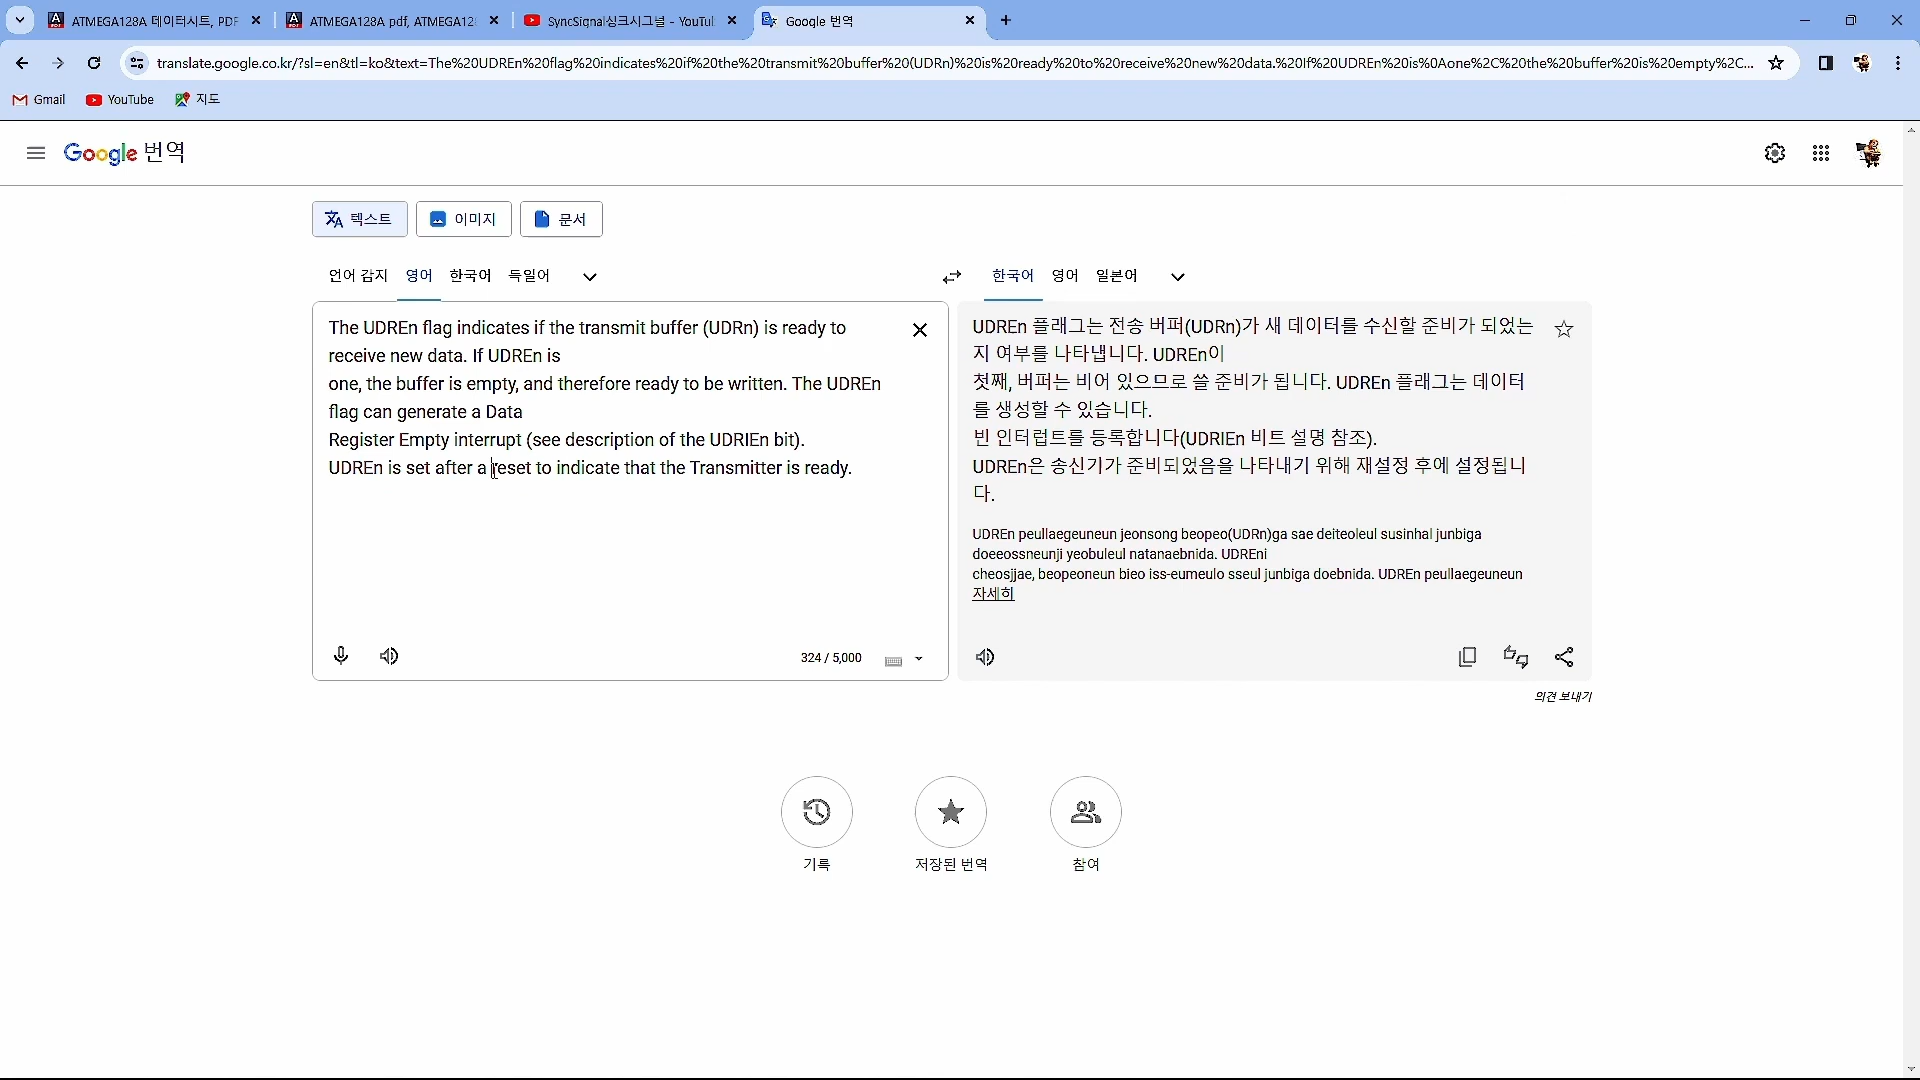 ATMEGA128A 데이터시트, PDF
ATMEGA128A pdf, ATMEGA12
SyncSignal싱크시그널 - YouTu
Google 번역
translate.google.co.kr/?sl=en&tl=ko&text=The%20UDREn%20flag%20indicates%20if%20the%20transmit%20buffer%20(UDRn)%20is%20ready%20to%20receive%20new%20data.%20If%20UDREn%20is%0Aone%2C%20the%20buffer%20is%20empty%2C...
Gmail
YouTube
지도
Google 번역
텍스트
이미지
문서
언어 감지
영어
한국어
독일어
한국어
영어
일본어
The UDREn flag indicates if the transmit buffer (UDRn) is ready to
receive new data. If UDREn is
one, the buffer is empty, and therefore ready to be written. The UDREn
flag can generate a Data
Register Empty interrupt (see description of the UDRIEn bit).
UDREn is set after a reset to indicate that the Transmitter is ready.
324 / 5,000
UDREn 플래그는 전송 버퍼(UDRn)가 새 데이터를 수신할 준비가 되었는
지 여부를 나타냅니다. UDREn이
첫째, 버퍼는 비어 있으므로 쓸 준비가 됩니다. UDREn 플래그는 데이터
를 생성할 수 있습니다.
빈 인터럽트를 등록합니다(UDRIEn 비트 설명 참조).
UDREn은 송신기가 준비되었음을 나타내기 위해 재설정 후에 설정됩니
다.
UDREn peullaegeuneun jeonsong beopeo(UDRn)ga sae deiteoleul susinhal junbiga
doeeossneunji yeobuleul natanaebnida. UDREni
cheosjjae, beopeoneun bieo iss-eumeulo sseul junbiga doebnida. UDREn peullaegeuneun
자세히
의견 보내기
기록
저장된 번역
참여